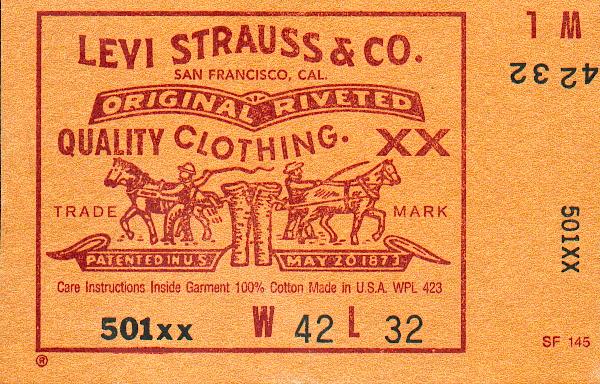 LEVI STRAUSS & CO.
SAN FRANCISCO, CAL.
ORIGINAL RIVETED
QUALITY CLOTHING. XX
TRADE MARK
PATENTED IN U.S. MAY 20 1873
Care Instructions Inside Garment 100% Cotton Made in U.S.A. WPL 423
501xx W 42 L 32
®
W L
42 32
501XX
SF 145